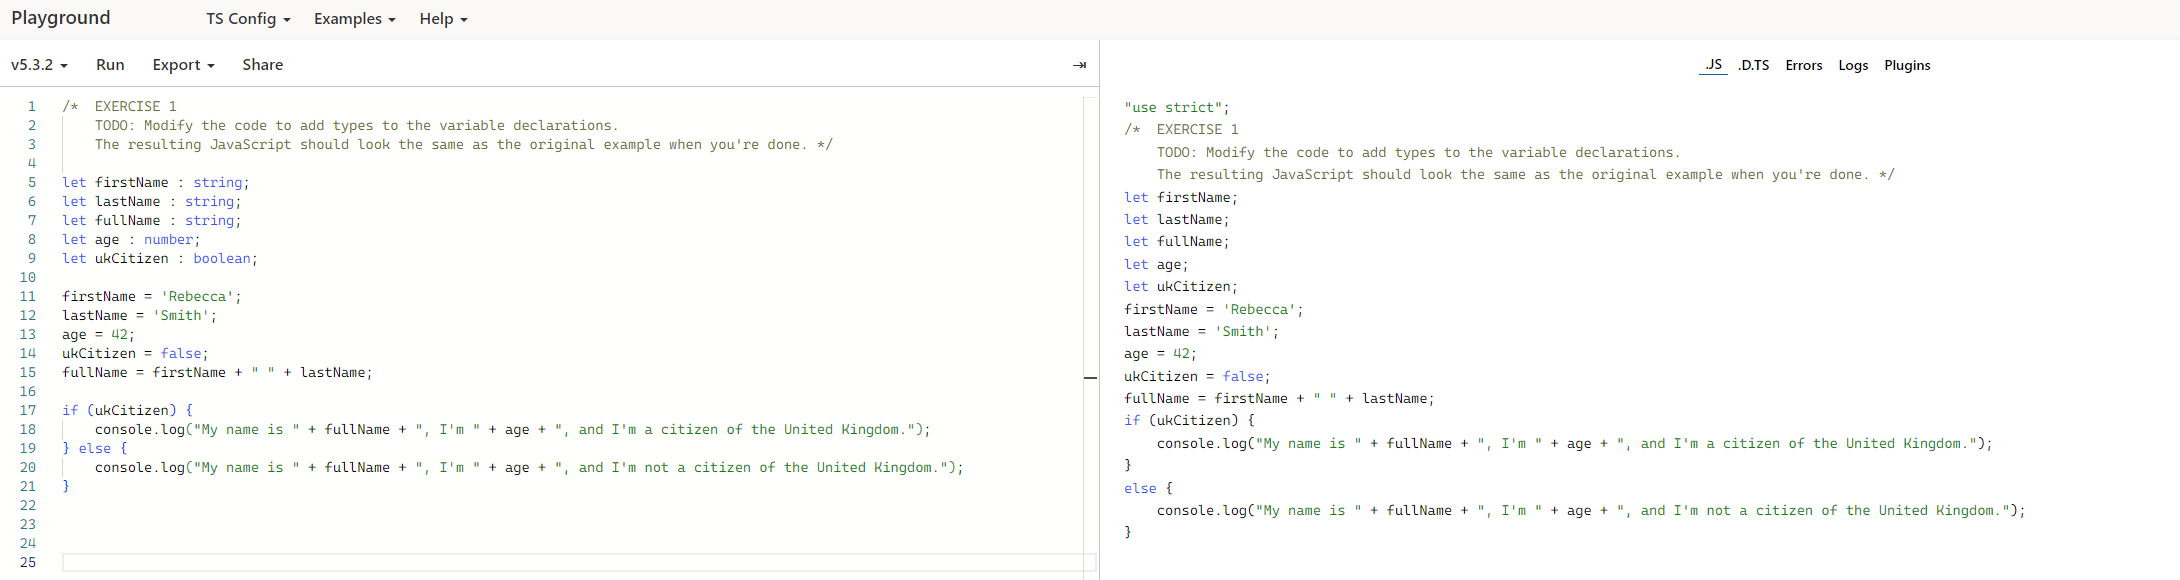 Playground TS Config Examples Help
v5.3.2 Run Export Share
1 /*  EXERCISE 1
2     TODO: Modify the code to add types to the variable declarations.
3     The resulting JavaScript should look the same as the original example when you're done. */
4
5 let firstName : string;
6 let lastName : string;
7 let fullName : string;
8 let age : number;
9 let ukCitizen : boolean;
10
11 firstName = 'Rebecca';
12 lastName = 'Smith';
13 age = 42;
14 ukCitizen = false;
15 fullName = firstName + " " + lastName;
16
17 if (ukCitizen) {
18     console.log("My name is " + fullName + ", I'm " + age + ", and I'm a citizen of the United Kingdom.");
19 } else {
20     console.log("My name is " + fullName + ", I'm " + age + ", and I'm not a citizen of the United Kingdom.");
21 }
22
23
24
25
.JS .D.TS Errors Logs Plugins
"use strict";
/*  EXERCISE 1
    TODO: Modify the code to add types to the variable declarations.
    The resulting JavaScript should look the same as the original example when you're done. */
let firstName;
let lastName;
let fullName;
let age;
let ukCitizen;
firstName = 'Rebecca';
lastName = 'Smith';
age = 42;
ukCitizen = false;
fullName = firstName + " " + lastName;
if (ukCitizen) {
    console.log("My name is " + fullName + ", I'm " + age + ", and I'm a citizen of the United Kingdom.");
}
else {
    console.log("My name is " + fullName + ", I'm " + age + ", and I'm not a citizen of the United Kingdom.");
}